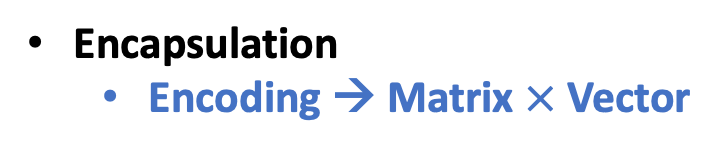 • Encapsulation
• Encoding → Matrix × Vector